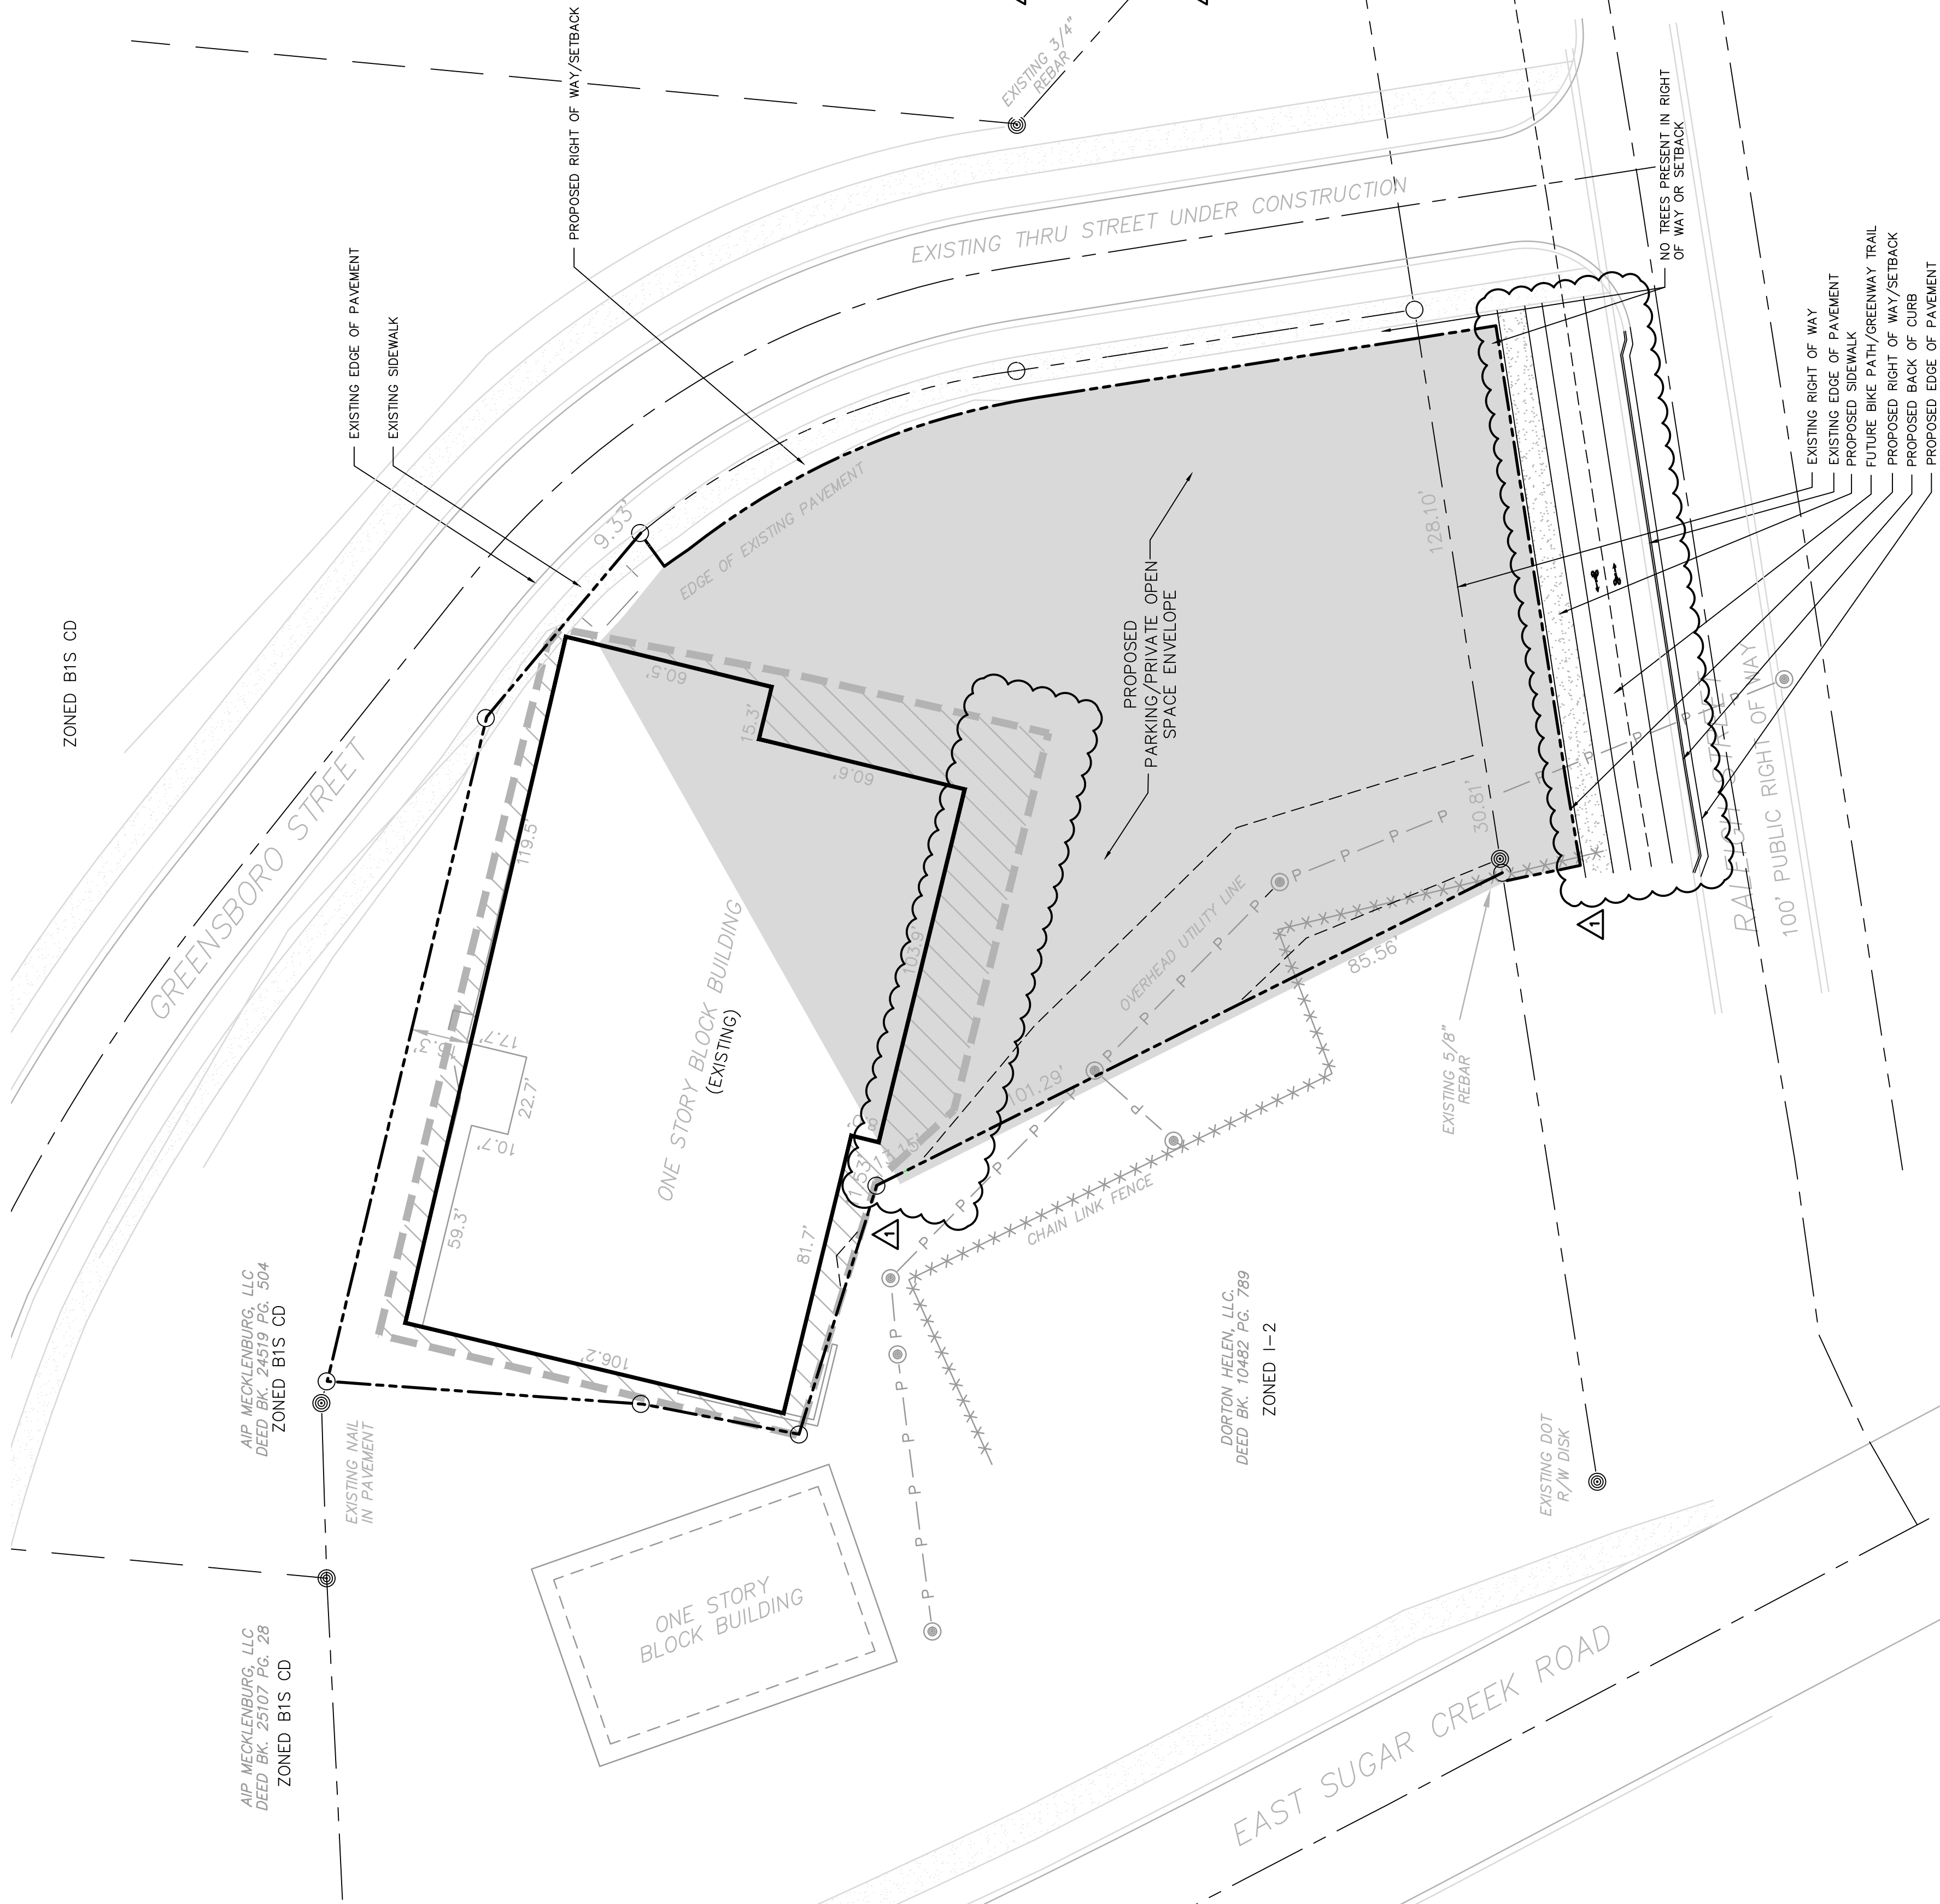 ZONED B1S CD
GREENSBORO STREET
EXISTING EDGE OF PAVEMENT
EXISTING SIDEWALK
PROPOSED RIGHT OF WAY/SETBACK
EXISTING 3/4"
REBAR
EXISTING THRU STREET UNDER CONSTRUCTION
NO TREES PRESENT IN RIGHT
OF WAY OR SETBACK
EXISTING RIGHT OF WAY
EXISTING EDGE OF PAVEMENT
PROPOSED SIDEWALK
FUTURE BIKE PATH/GREENWAY TRAIL
PROPOSED RIGHT OF WAY/SETBACK
PROPOSED BACK OF CURB
PROPOSED EDGE OF PAVEMENT
9.33'
EDGE OF EXISTING PAVEMENT
128.10'
PROPOSED
PARKING/PRIVATE OPEN
SPACE ENVELOPE
60.5'
15.3'
60.6'
119.5'
103.9'
ONE STORY BLOCK BUILDING
(EXISTING)
17.7'
22.7'
10.7'
59.3'
81.7'
106.2'
13.15'
101.29'
85.56'
30.81'
OVERHEAD UTILITY LINE
P P P P P P P P P P P P P P P P P P P P
CHAIN LINK FENCE
1
1
EXISTING 5/8"
REBAR
100' PUBLIC RIGHT OF WAY
AIP MECKLENBURG, LLC
DEED BK. 24519 PG. 504
ZONED B1S CD
EXISTING NAIL
IN PAVEMENT
AIP MECKLENBURG, LLC
DEED BK. 25107 PG. 28
ZONED B1S CD
ONE STORY
BLOCK BUILDING
DORTON HELEN, LLC,
DEED BK. 10482 PG. 789
ZONED I-2
EXISTING DOT
R/W DISK
EAST SUGAR CREEK ROAD